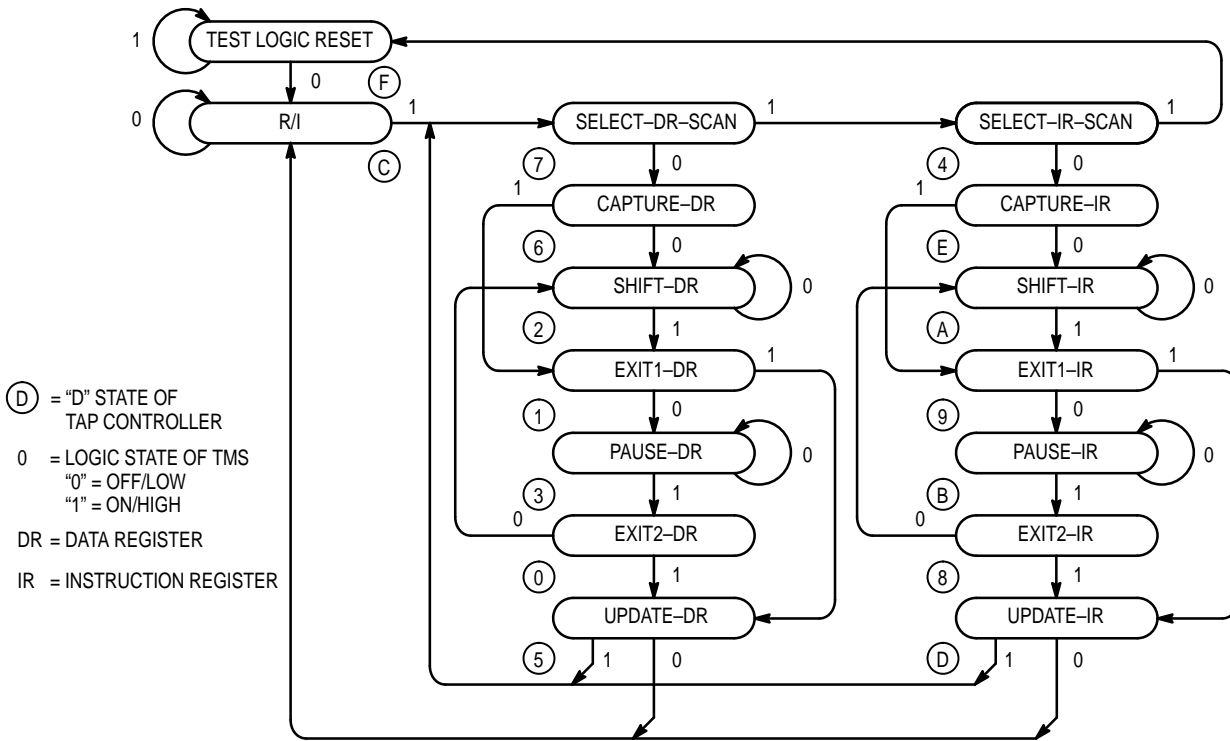 1
TEST LOGIC RESET
0
F
0
R/I
1
C
SELECT–DR–SCAN
1
SELECT–IR–SCAN
1
7
0
4
0
1
CAPTURE–DR
1
CAPTURE–IR
6
0
E
0
SHIFT–DR
0
SHIFT–IR
0
2
1
A
1
EXIT1–DR
1
EXIT1–IR
1
1
0
9
0
PAUSE–DR
0
PAUSE–IR
0
3
1
B
1
0
EXIT2–DR
0
EXIT2–IR
0
1
8
1
UPDATE–DR
UPDATE–IR
5
1
0
D
1
0
D = “D” STATE OF
TAP CONTROLLER
0 = LOGIC STATE OF TMS
“0” = OFF/LOW
“1” = ON/HIGH
DR = DATA REGISTER
IR = INSTRUCTION REGISTER